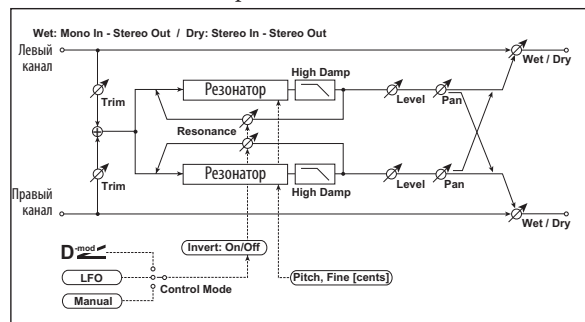 Wet: Mono In - Stereo Out / Dry: Stereo In - Stereo Out
Левый
канал
Wet / Dry
Trim
Резонатор
High Damp
Level
Pan
Resonance
Резонатор
High Damp
Level
Pan
Trim
Правый
канал
Wet / Dry
D-mod
LFO
Manual
Control Mode
Invert: On/Off
Pitch, Fine [cents]